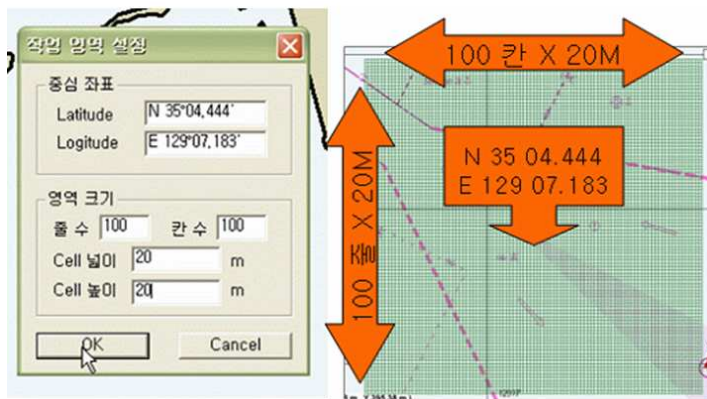 작업 영역 설정
중심 좌표
Latitude N 35°04,444'
Logitude E 129°07,183'
영역 크기
줄 수 100 칸 수 100
Cell 넓이 20 m
Cell 높이 20 m
OK Cancel
100 칸 X 20M
100 줄 X 20M
N 35 04.444
E 129 07.183